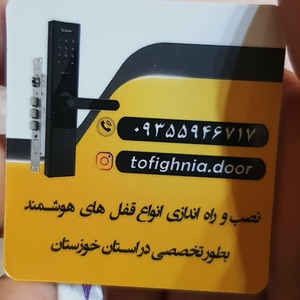 ۰۹۳۵۵۹۴۶۷۱۷
tofighnia.door
نصب و راه اندازی انواع قفل های هوشمند
بطور تخصصی در استان خوزستان